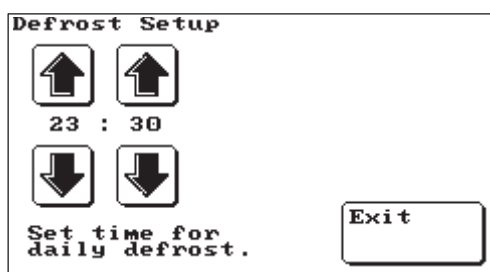 Defrost Setup
23 : 30
Set time for
daily defrost.
Exit